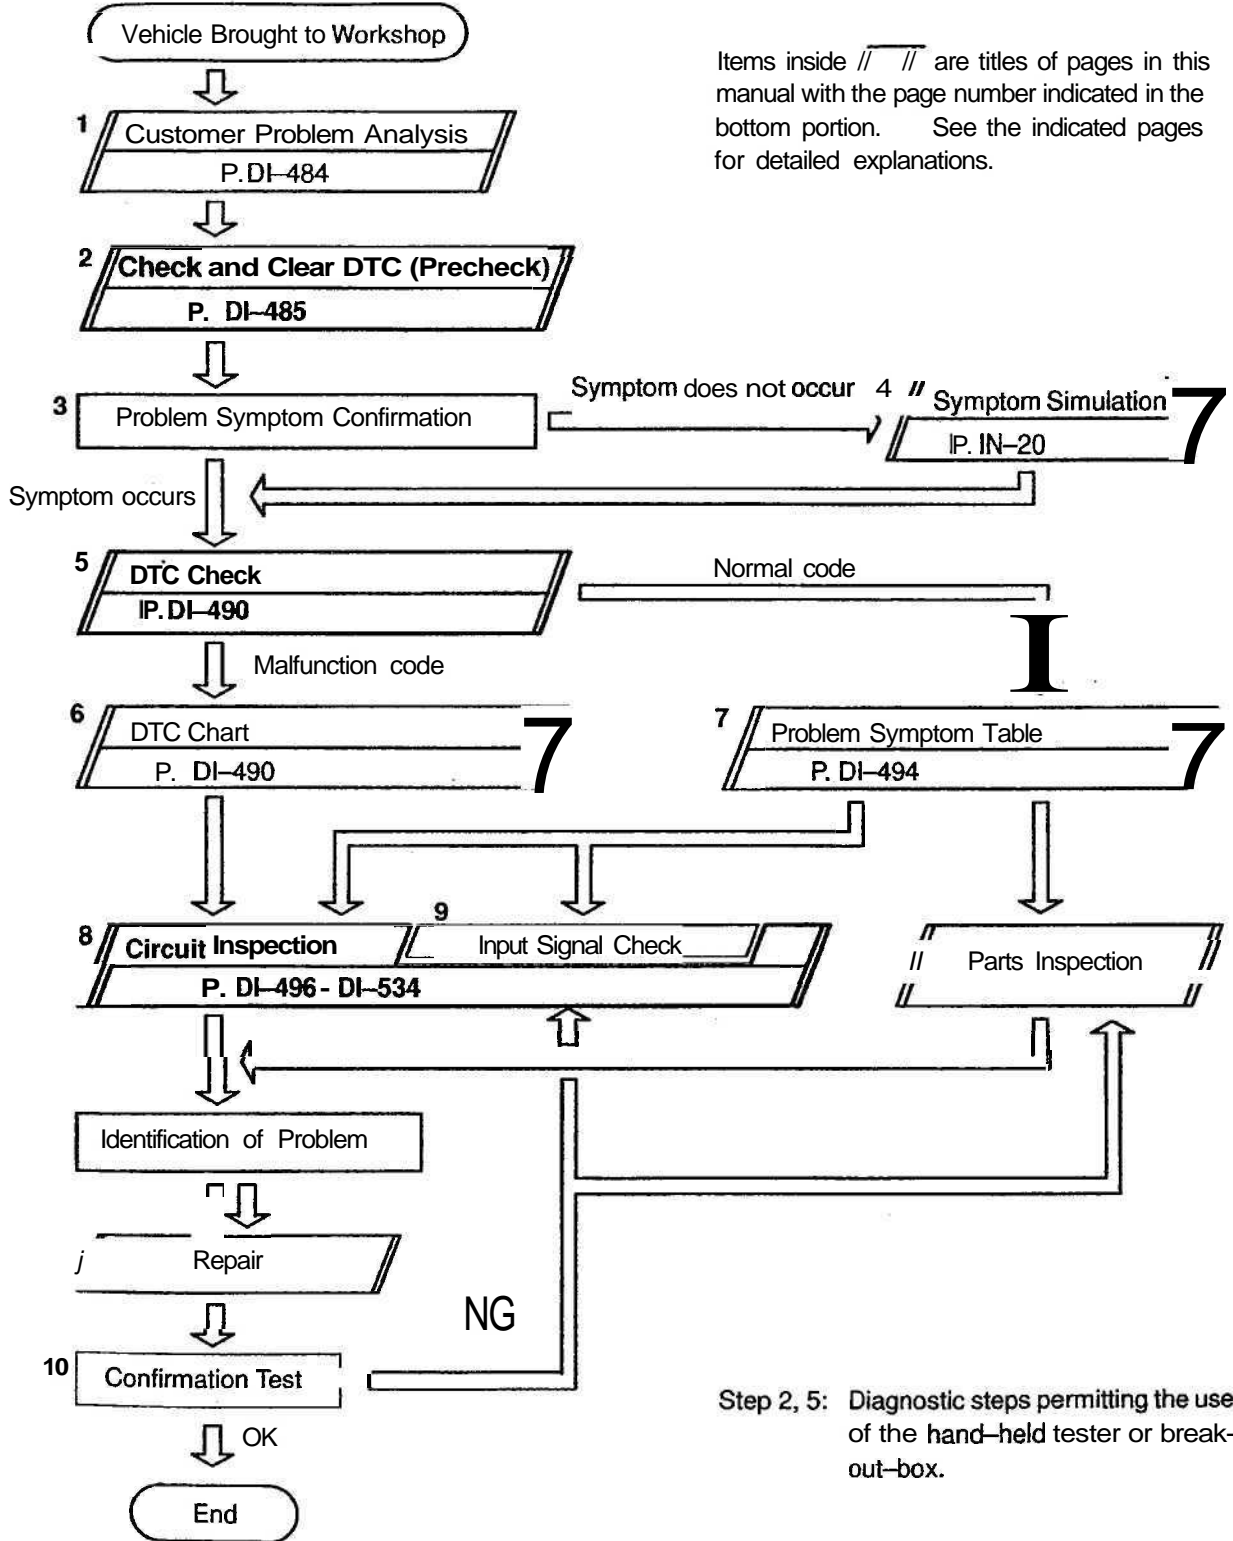 Vehicle Brought to Workshop
Items inside // // are titles of pages in this
manual with the page number indicated in the
bottom portion. See the indicated pages
for detailed explanations.
1 Customer Problem Analysis
P. DI–484
2 Check and Clear DTC (Precheck)
P. DI–485
3 Problem Symptom Confirmation
Symptom does not occur
4 Symptom Simulation
P. IN–20
Symptom occurs
5 DTC Check
P. DI–490
Normal code
Malfunction code
6 DTC Chart
P. DI–490
7 Problem Symptom Table
P. DI–494
8 Circuit Inspection
9 Input Signal Check
P. DI–496 - DI–534
Parts Inspection
Identification of Problem
Repair
NG
10 Confirmation Test
Step 2, 5: Diagnostic steps permitting the use
of the hand–held tester or break–
out–box.
OK
End